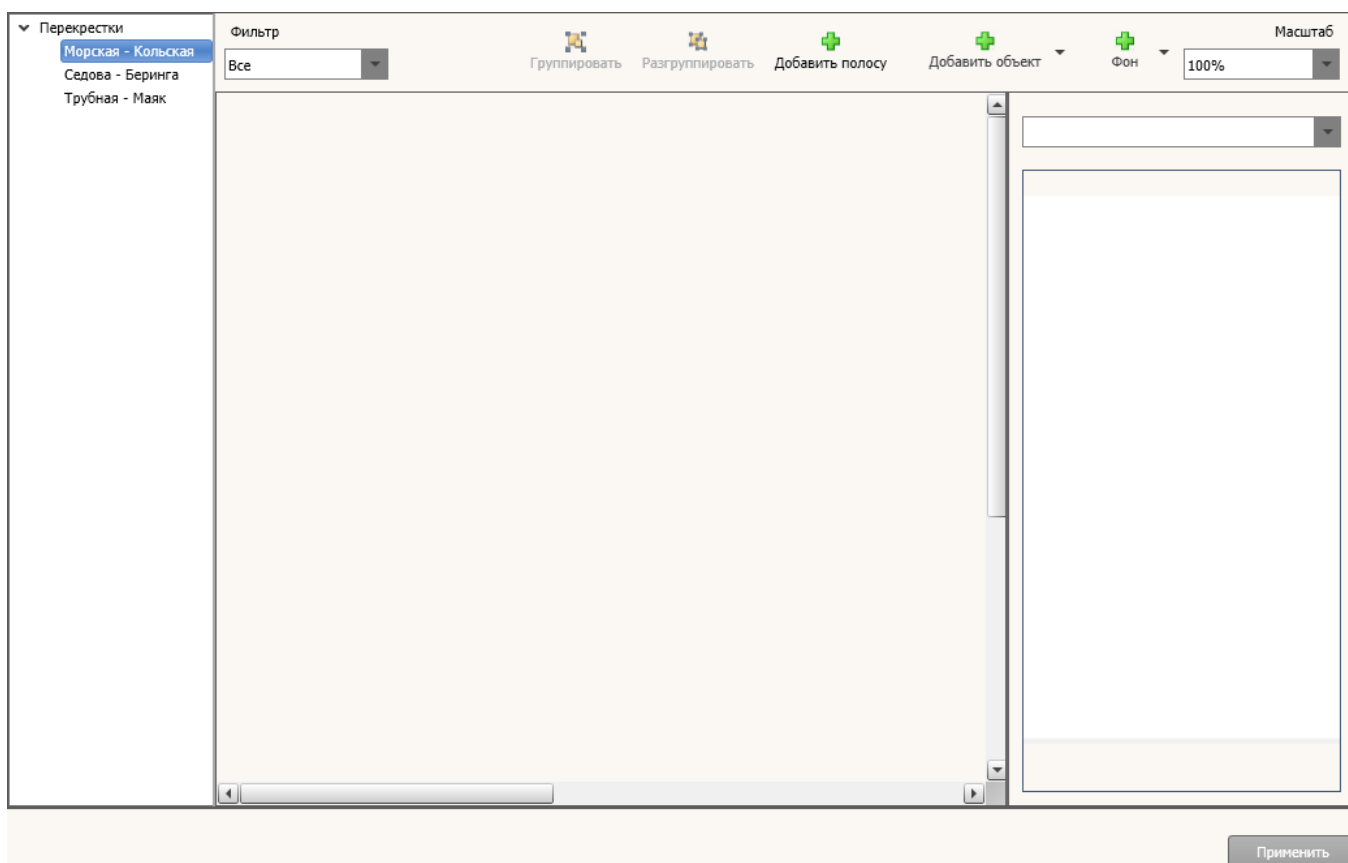 Перекрестки
Морская - Кольская
Седова - Беринга
Трубная - Маяк
Фильтр
Все
Группировать
Разгруппировать
Добавить полосу
Добавить объект
Фон
Масштаб
100%
Применить